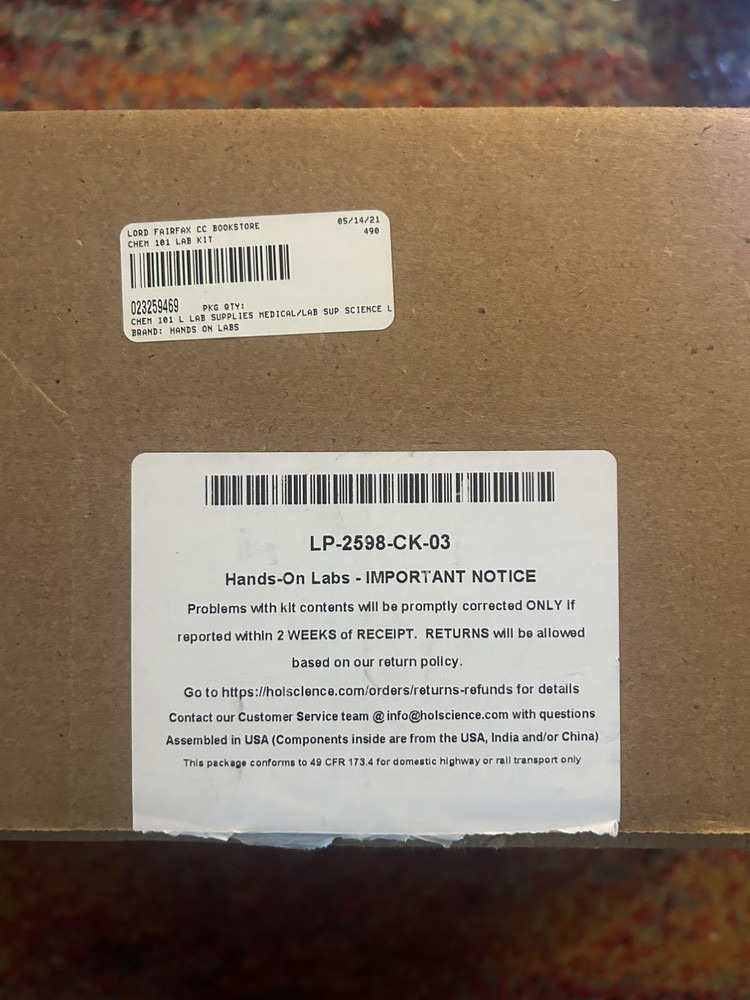 LORD FAIRFAX CC BOOKSTORE 05/14/21
CHEM 101 LAB KIT 490
023259469 PKG QTY:
CHEM 101 L LAB SUPPLIES MEDICAL/LAB SUP SCIENCE L
BRAND: HANDS ON LABS
LP-2598-CK-03
Hands-On Labs - IMPORTANT NOTICE
Problems with kit contents will be promptly corrected ONLY if
reported within 2 WEEKS of RECEIPT. RETURNS will be allowed
based on our return policy.
Go to https://holscience.com/orders/returns-refunds for details
Contact our Customer Service team @ info@holscience.com with questions
Assembled in USA (Components inside are from the USA, India and/or China)
This package conforms to 49 CFR 173.4 for domestic highway or rail transport only